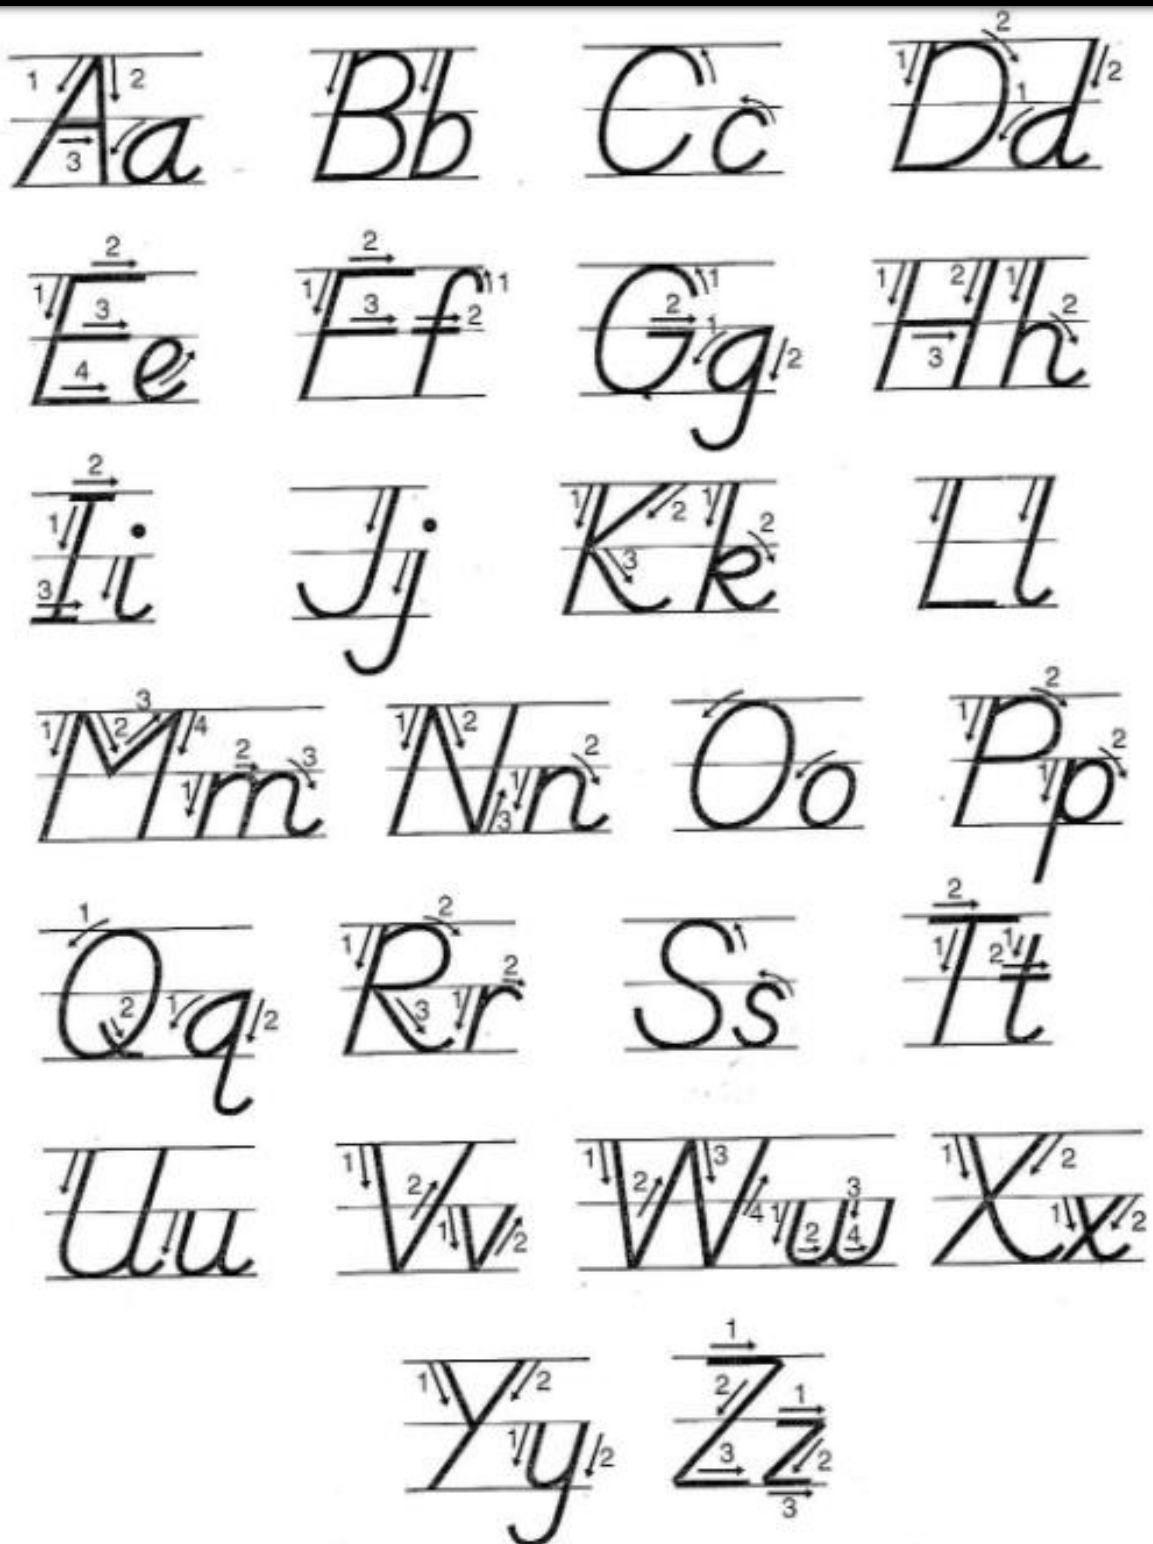 Aa Bb Cc Dd
Ee Ff Gg Hh
Ii Jj Kk Ll
Mm Nn Oo Pp
Qq Rr Ss Tt
Uu Vv Ww Xx
Yy Zz